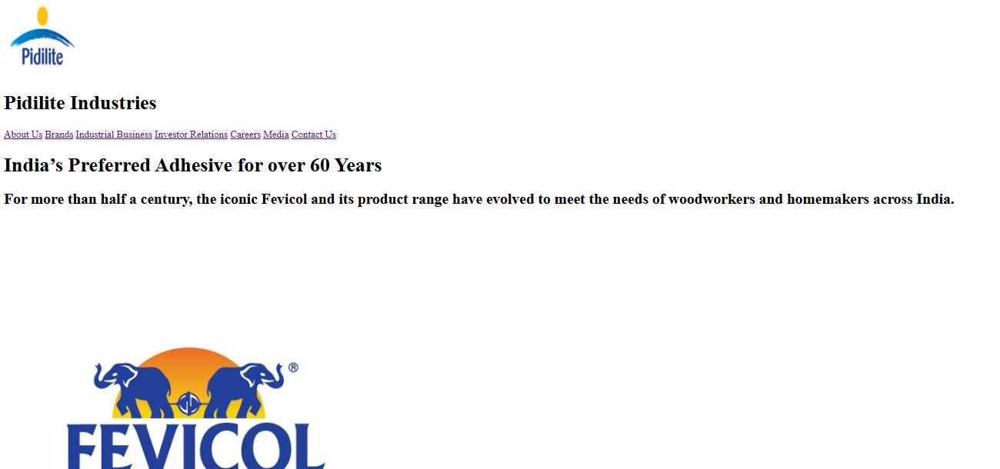 Pidilite
Pidilite Industries
About Us Brands Industrial Business Investor Relations Careers Media Contact Us
India’s Preferred Adhesive for over 60 Years
For more than half a century, the iconic Fevicol and its product range have evolved to meet the needs of woodworkers and homemakers across India.
®
FEVICOL